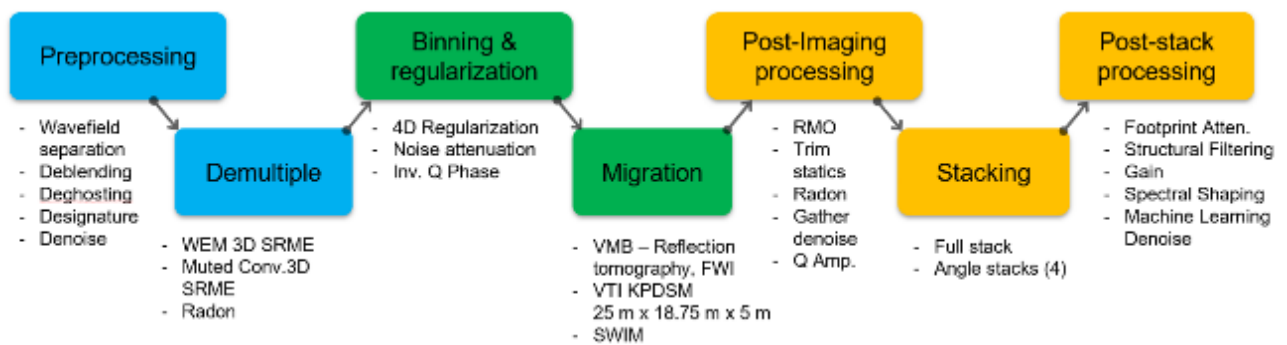 Preprocessing
- Wavefield
separation
- Deblending
- Deghosting
- Designature
- Denoise
Demultiple
- WEM 3D SRME
- Muted Conv.3D
SRME
- Radon
Binning &
regularization
- 4D Regularization
- Noise attenuation
- Inv. Q Phase
Migration
- VMB – Reflection
tomography, FWI
- VTI KPDSM
25 m x 18.75 m x 5 m
- SWIM
Post-Imaging
processing
- RMO
- Trim
statics
- Radon
- Gather
denoise
- Q Amp.
Stacking
- Full stack
- Angle stacks (4)
Post-stack
processing
- Footprint Atten.
- Structural Filtering
- Gain
- Spectral Shaping
- Machine Learning
Denoise